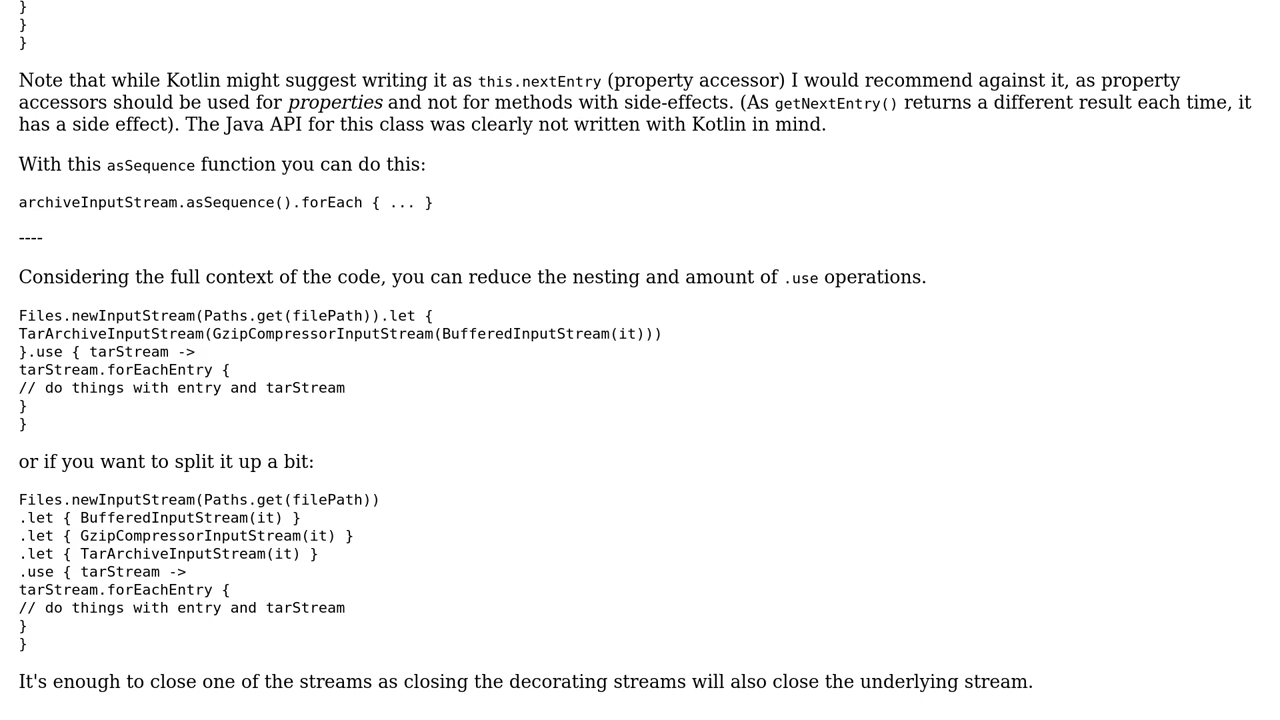 }
}
}
Note that while Kotlin might suggest writing it as this.nextEntry (property accessor) I would recommend against it, as property
accessors should be used for properties and not for methods with side-effects. (As getNextEntry() returns a different result each time, it
has a side effect). The Java API for this class was clearly not written with Kotlin in mind.
With this asSequence function you can do this:
archiveInputStream.asSequence().forEach { ... }
----
Considering the full context of the code, you can reduce the nesting and amount of .use operations.
Files.newInputStream(Paths.get(filePath)).let {
TarArchiveInputStream(GzipCompressorInputStream(BufferedInputStream(it)))
}.use { tarStream ->
tarStream.forEachEntry {
// do things with entry and tarStream
}
}
or if you want to split it up a bit:
Files.newInputStream(Paths.get(filePath))
.let { BufferedInputStream(it) }
.let { GzipCompressorInputStream(it) }
.let { TarArchiveInputStream(it) }
.use { tarStream ->
tarStream.forEachEntry {
// do things with entry and tarStream
}
}
It's enough to close one of the streams as closing the decorating streams will also close the underlying stream.